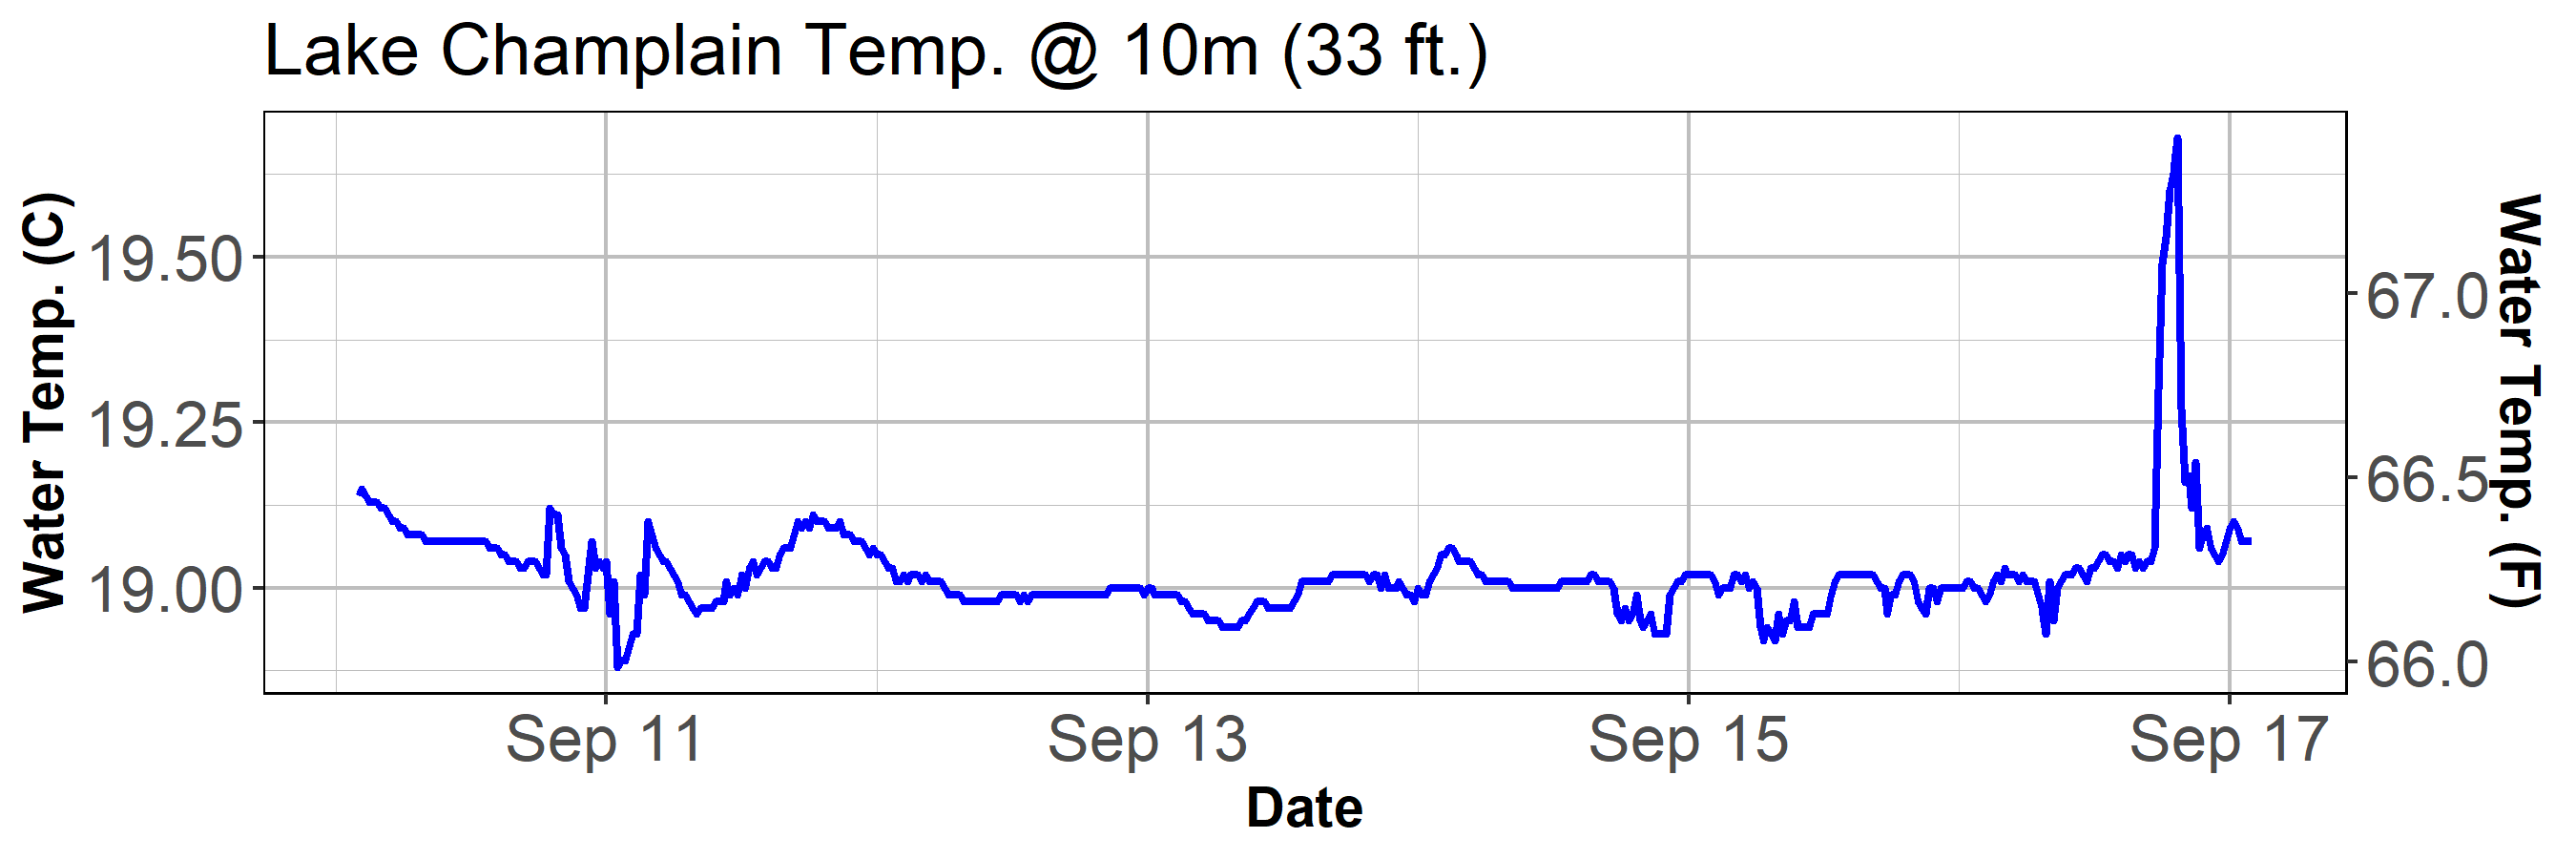 Lake Champlain Temp. @ 10m (33 ft.)
Water Temp. (C)
19.50
19.25
19.00
67.0
66.5
66.0
Water Temp. (F)
Sep 11 Sep 13 Sep 15 Sep 17
Date